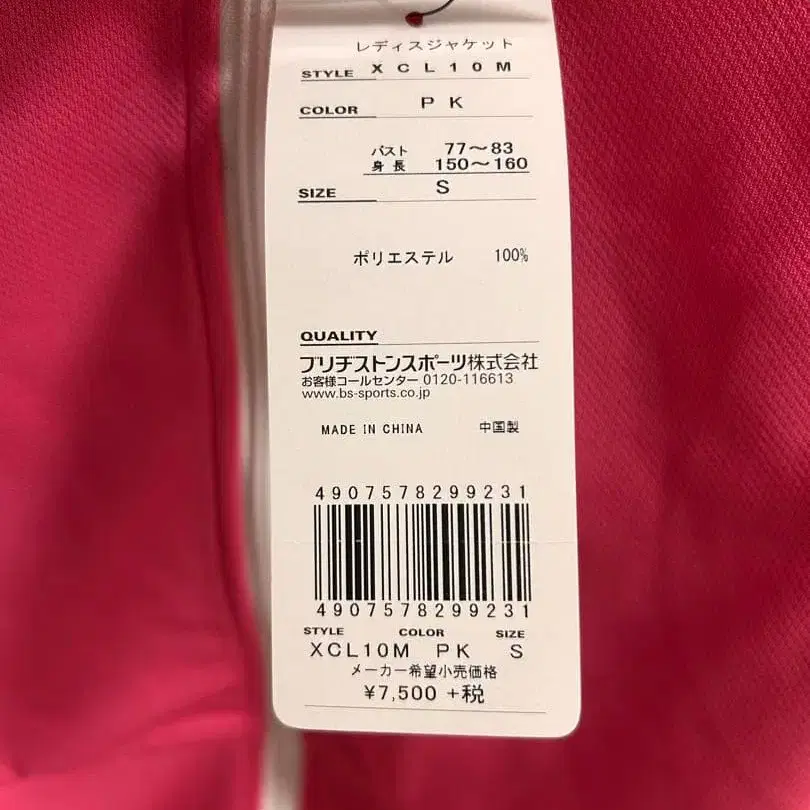 レディスジャケット
STYLE XCL10M
COLOR PK
バスト 77〜83
身長 150〜160
SIZE S
ポリエステル 100%
QUALITY
ブリヂストンスポーツ株式会社
お客様コールセンター 0120-116613
www.bs-sports.co.jp
MADE IN CHINA 中国製
4907578299231
4907578299231
STYLE COLOR SIZE
XCL10M PK S
メーカー希望小売価格
¥7,500 +税